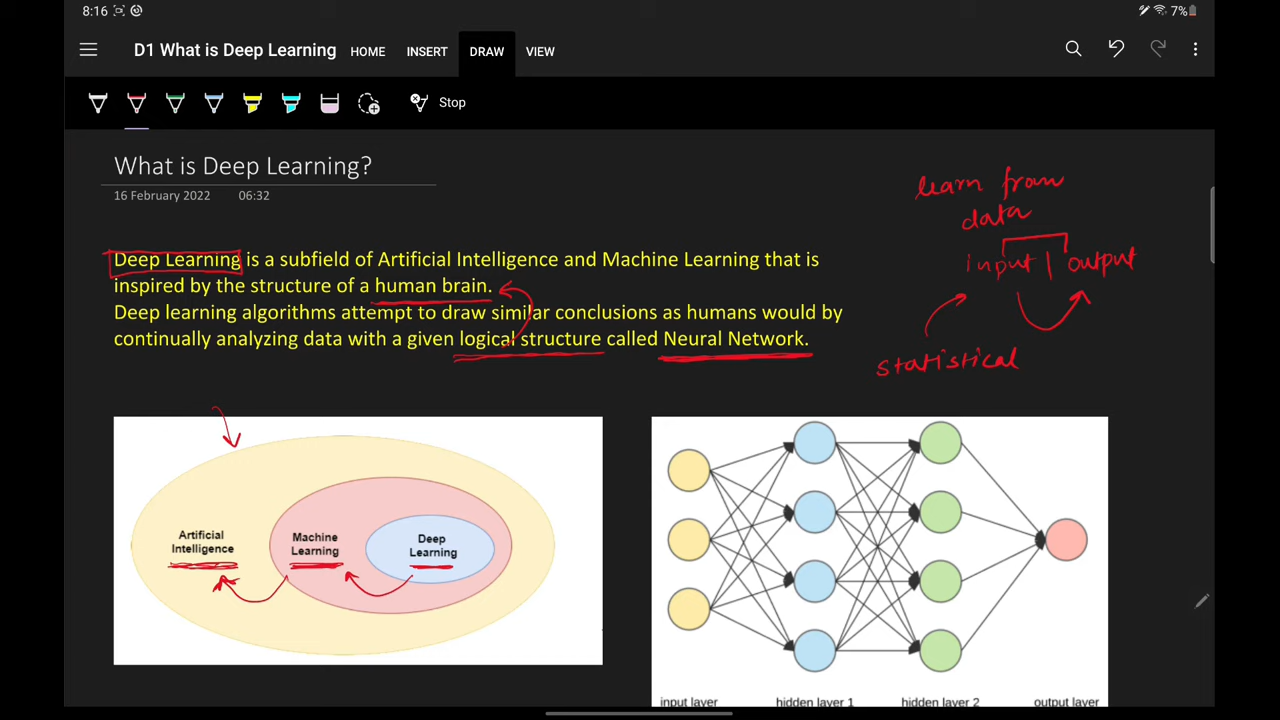 8:16
7%
D1 What is Deep Learning HOME INSERT DRAW VIEW
Stop
What is Deep Learning?
16 February 2022 06:32
Deep Learning is a subfield of Artificial Intelligence and Machine Learning that is
inspired by the structure of a human brain.
Deep learning algorithms attempt to draw similar conclusions as humans would by
continually analyzing data with a given logical structure called Neural Network.
learn from
data
input | output
statistical
Artificial
Intelligence
Machine
Learning
Deep
Learning
input layer hidden layer 1 hidden layer 2 output layer